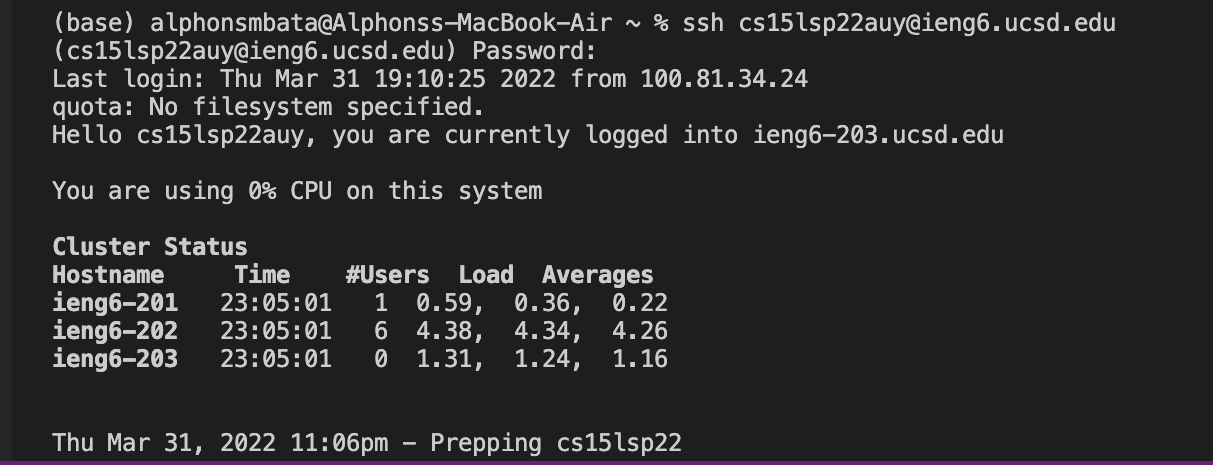 (base) alphonsmbata@Alphonss-MacBook-Air ~ % ssh cs15lsp22auy@ieng6.ucsd.edu
(cs15lsp22auy@ieng6.ucsd.edu) Password:
Last login: Thu Mar 31 19:10:25 2022 from 100.81.34.24
quota: No filesystem specified.
Hello cs15lsp22auy, you are currently logged into ieng6-203.ucsd.edu
You are using 0% CPU on this system
Cluster Status
Hostname     Time    #Users  Load  Averages
ieng6-201   23:05:01   1  0.59,  0.36,  0.22
ieng6-202   23:05:01   6  4.38,  4.34,  4.26
ieng6-203   23:05:01   0  1.31,  1.24,  1.16
Thu Mar 31, 2022 11:06pm - Prepping cs15lsp22